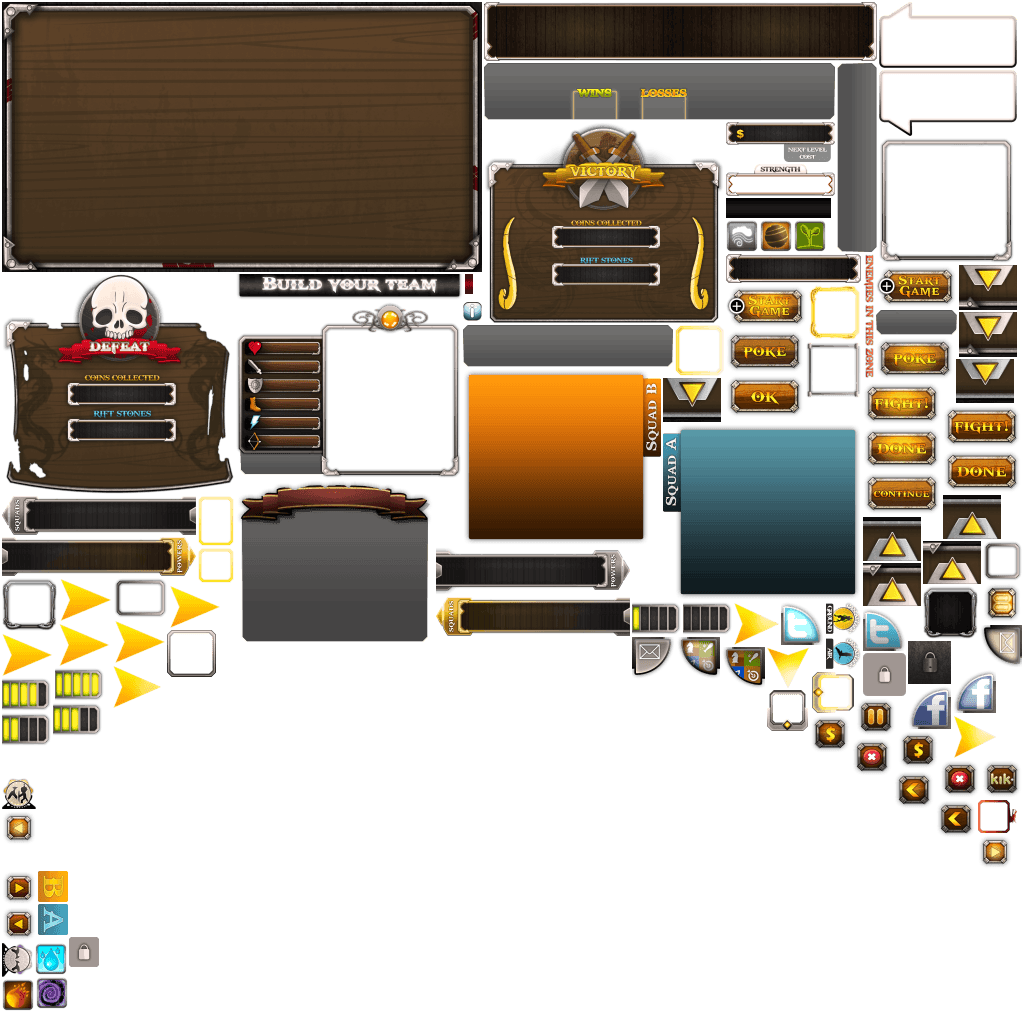 WINS
LOSSES
$
NEXT LEVEL
COST
STRENGTH
VICTORY
COINS COLLECTED
RIFT STONES
ENEMIES IN THIS ZONE
BUILD YOUR TEAM
i
START
GAME
START
GAME
DEFEAT
COINS COLLECTED
RIFT STONES
POKE
POKE
OK
SQUAD B
SQUAD A
FIGHT!
FIGHT!
DONE
DONE
CONTINUE
SQUADS
POWERS
POWERS
SQUADS
GROUND
AIR
t
t
f
f
$
$
kik
B
A